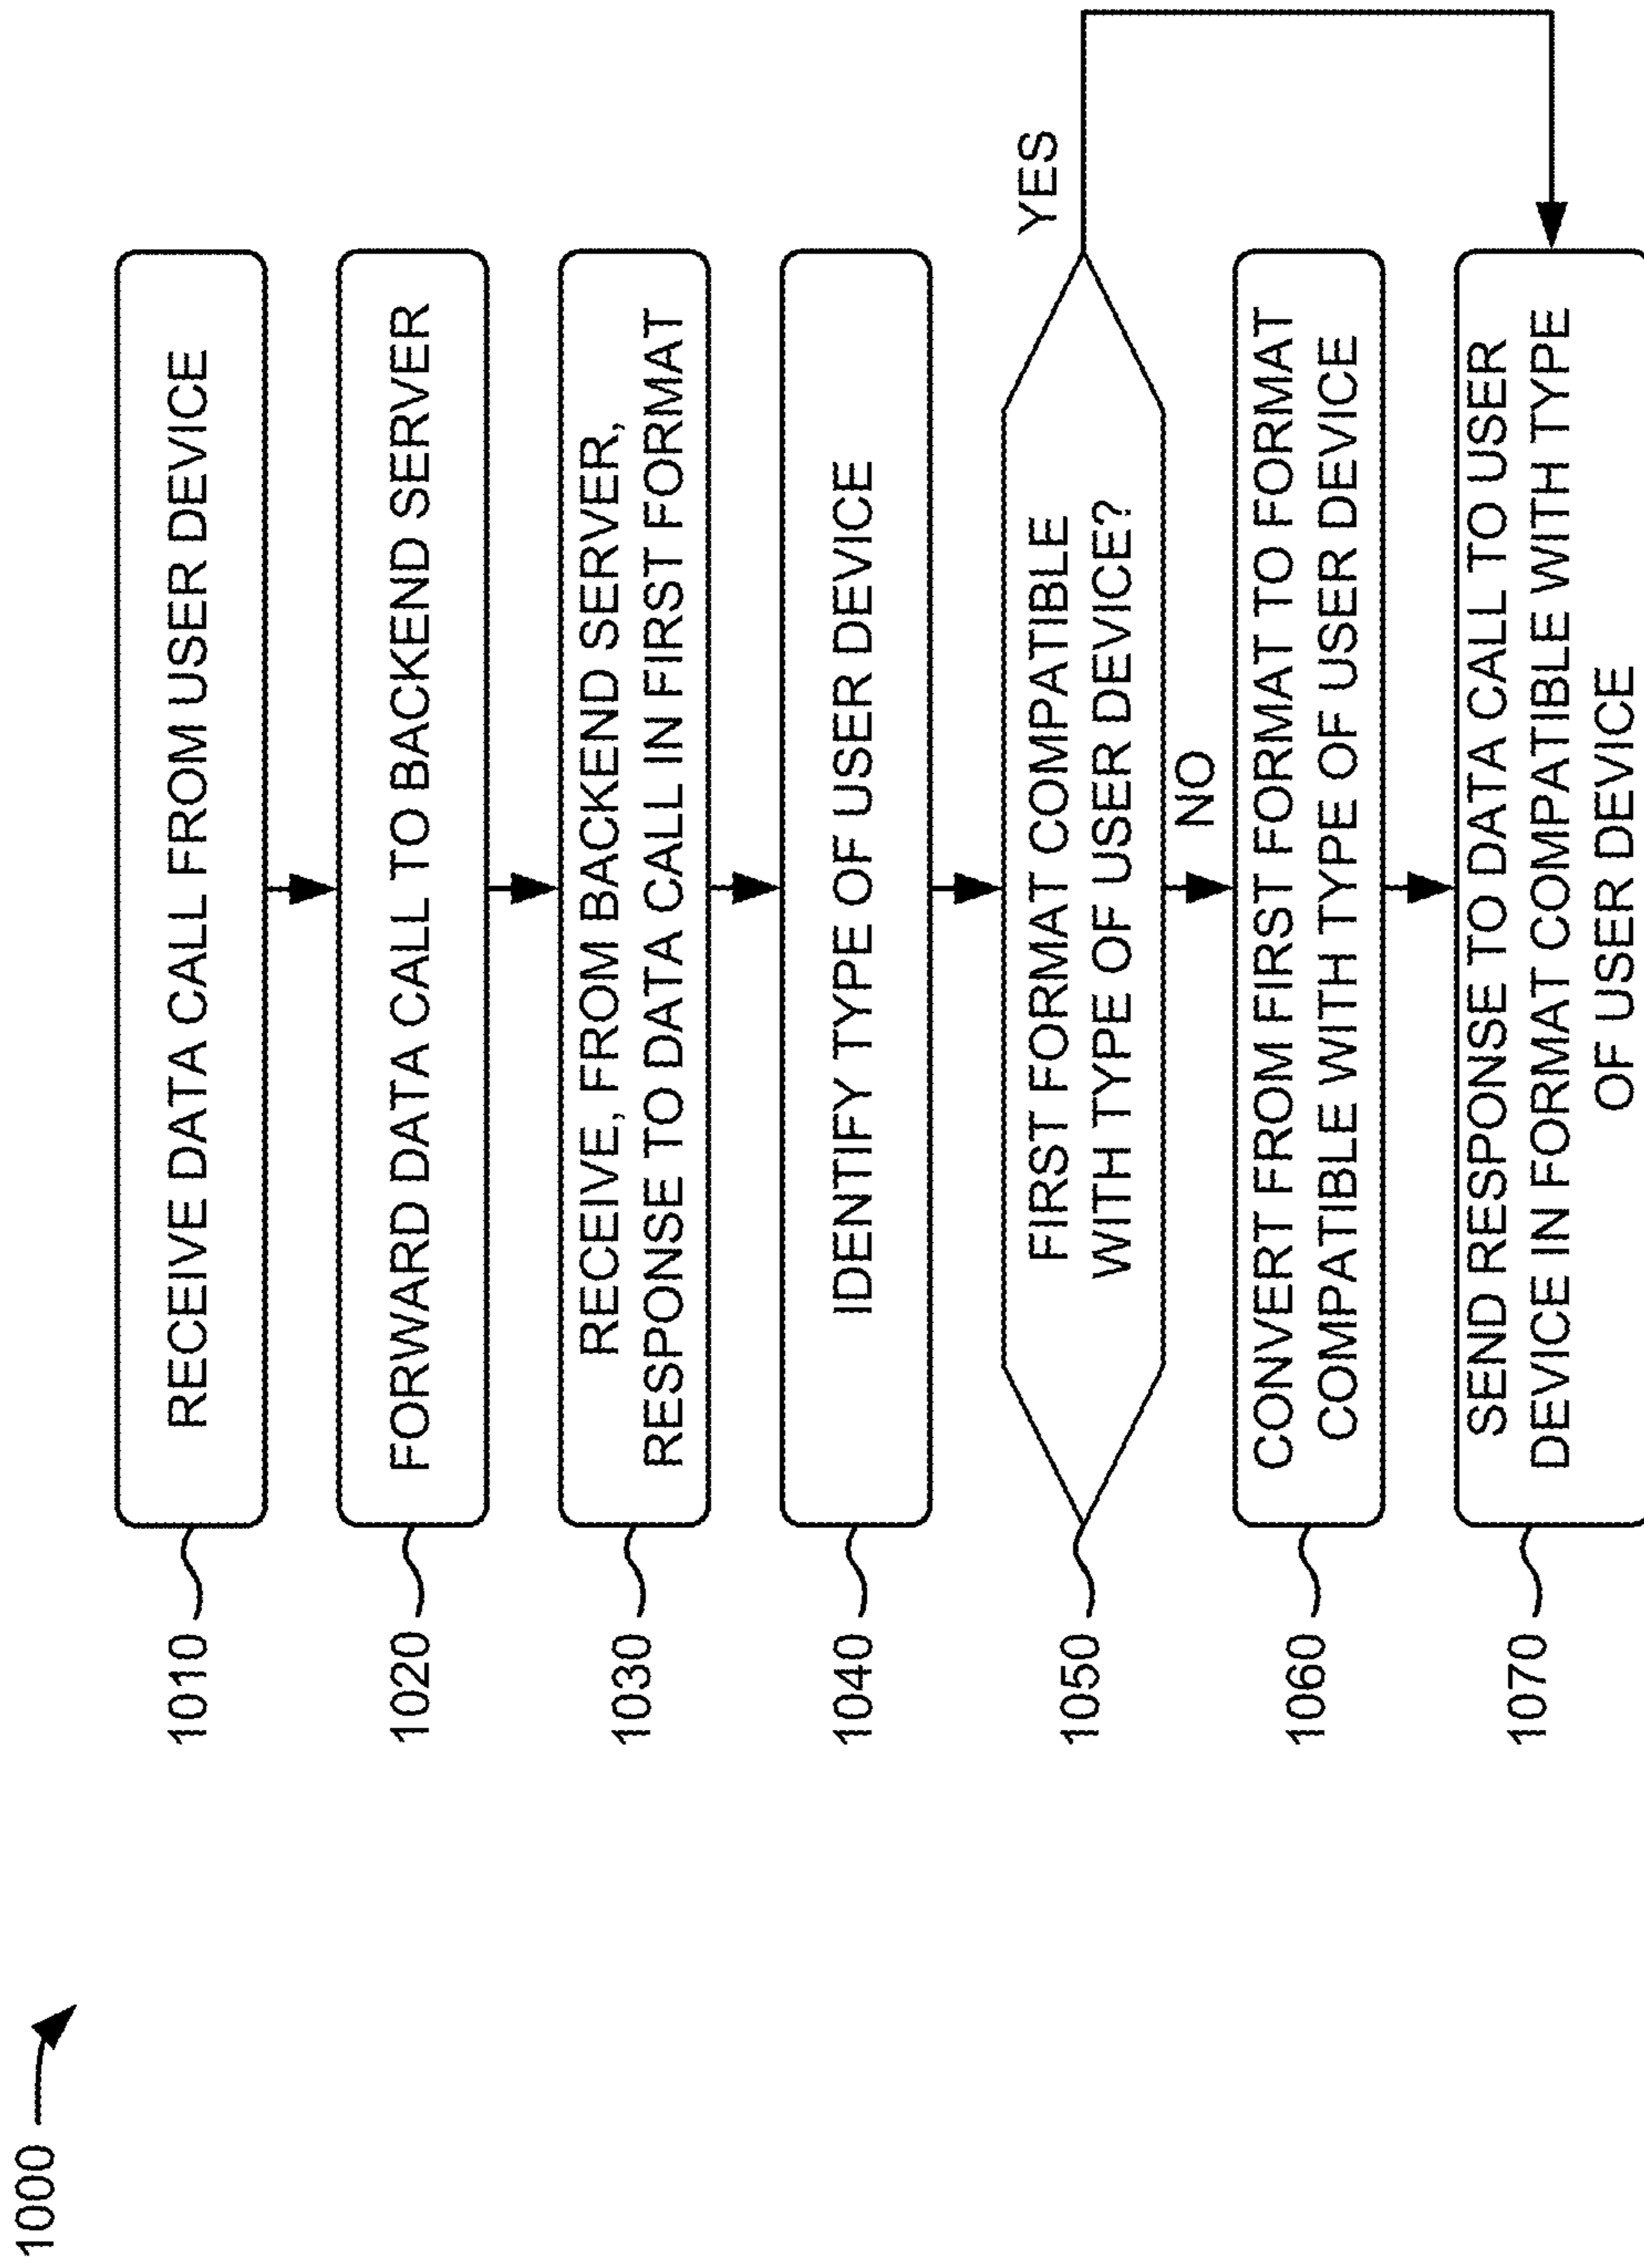 1000
1010
RECEIVE DATA CALL FROM USER DEVICE
1020
FORWARD DATA CALL TO BACKEND SERVER
1030
RECEIVE, FROM BACKEND SERVER,
RESPONSE TO DATA CALL IN FIRST FORMAT
1040
IDENTIFY TYPE OF USER DEVICE
1050
FIRST FORMAT COMPATIBLE
WITH TYPE OF USER DEVICE?
YES
NO
1060
CONVERT FROM FIRST FORMAT TO FORMAT
COMPATIBLE WITH TYPE OF USER DEVICE
1070
SEND RESPONSE TO DATA CALL TO USER
DEVICE IN FORMAT COMPATIBLE WITH TYPE
OF USER DEVICE